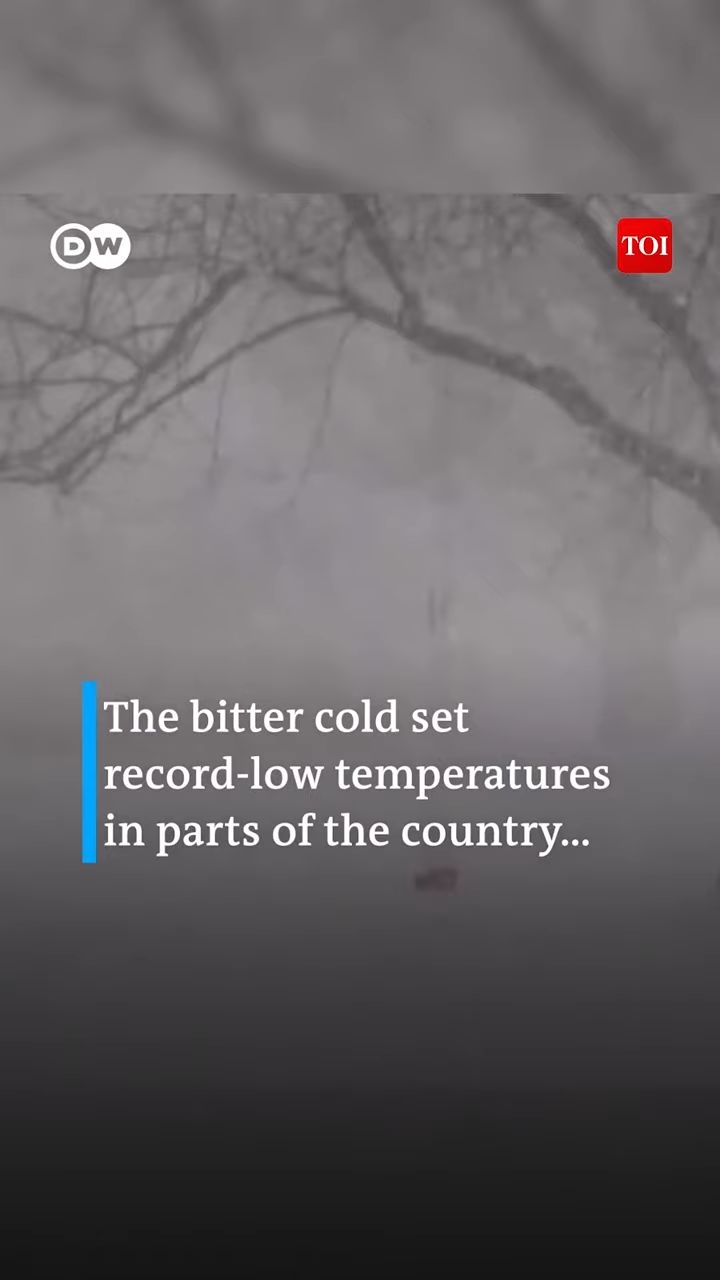 DW
TOI
The bitter cold set
record-low temperatures
in parts of the country...